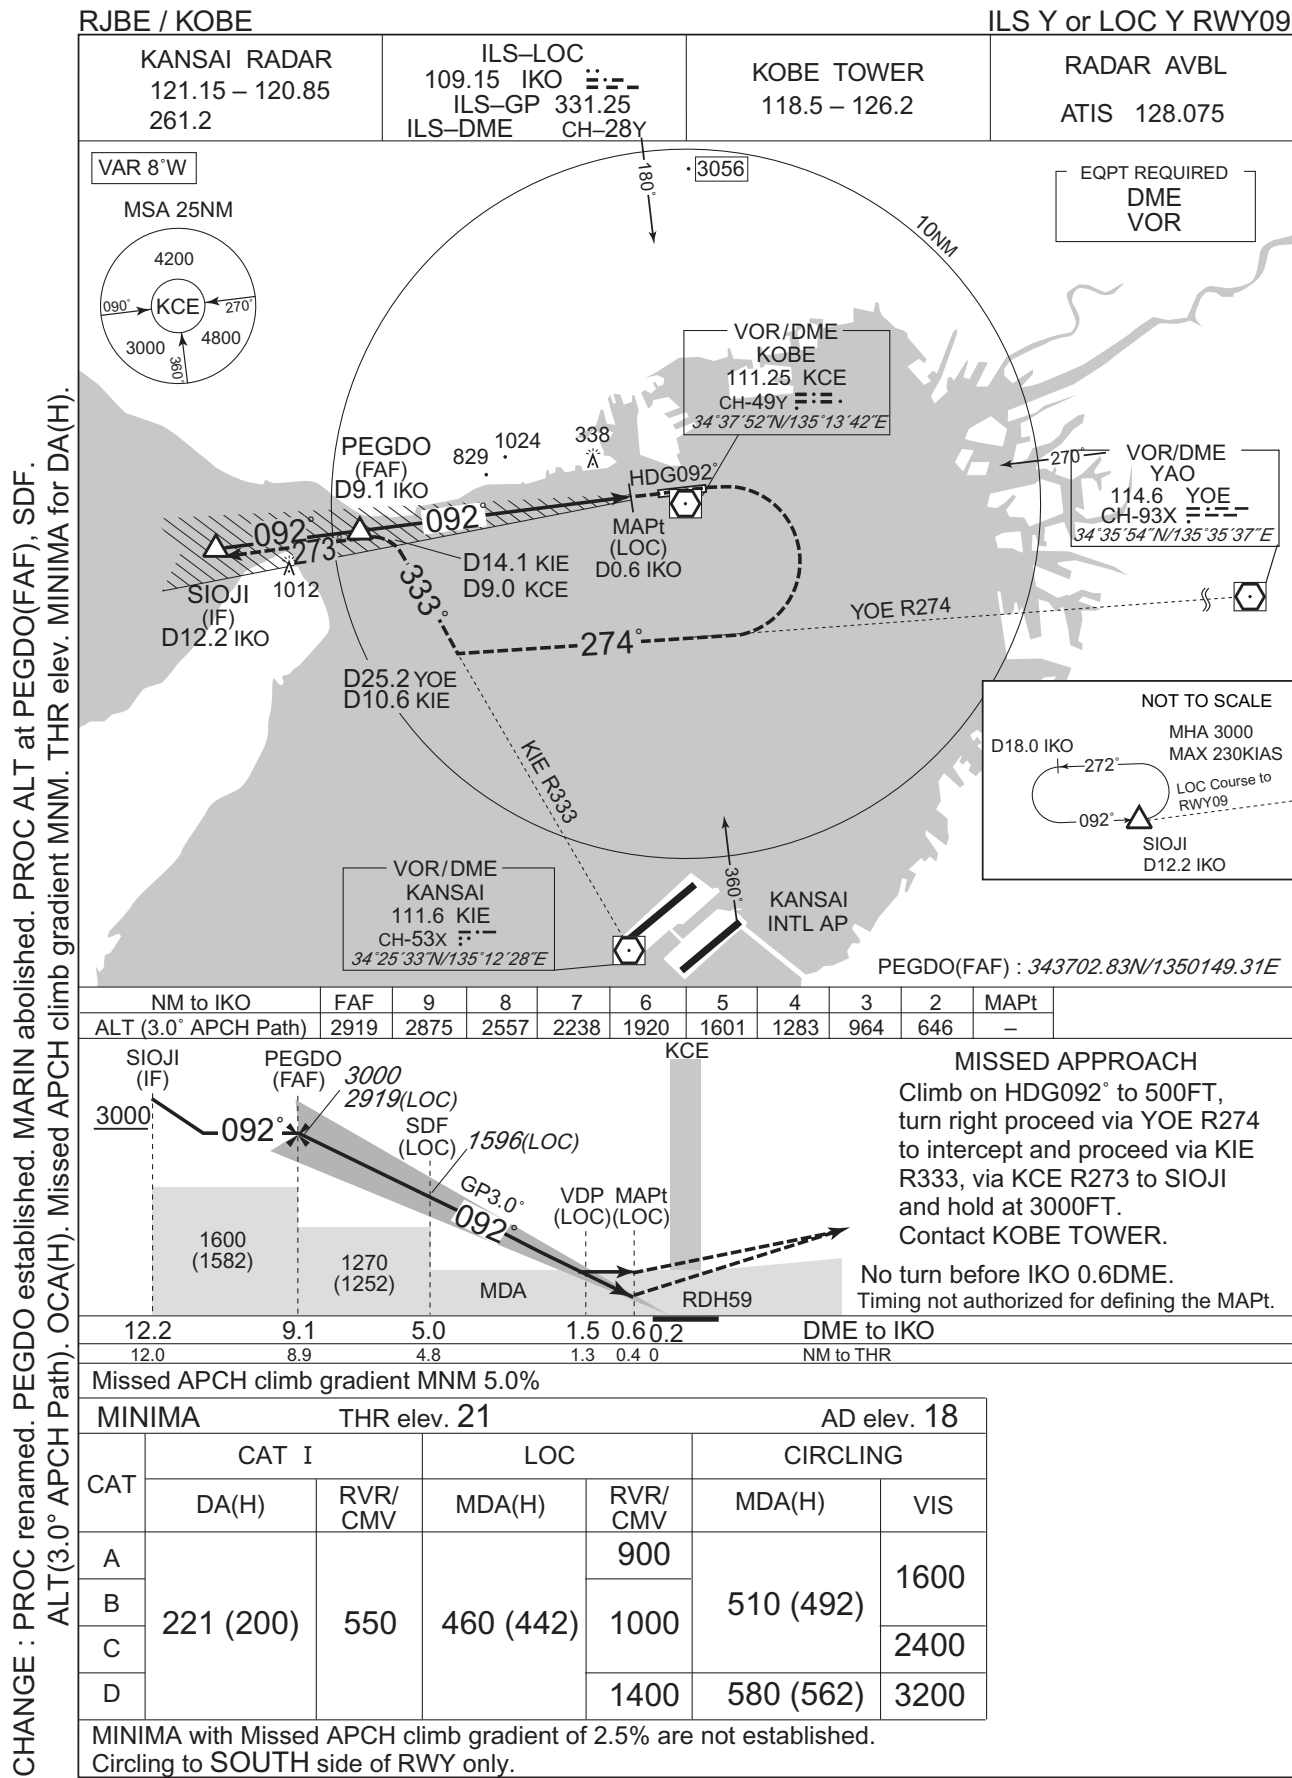 RJBE / KOBE
ILS Y or LOC Y RWY09
KANSAI RADAR
121.15 – 120.85
261.2
ILS–LOC
109.15 IKO
ILS–GP 331.25
ILS–DME CH–28Y
KOBE TOWER
118.5 – 126.2
RADAR AVBL
ATIS 128.075
VAR 8˚W
MSA 25NM
4200
090˚
KCE
270˚
3000
4800
360˚
180˚
3056
10NM
EQPT REQUIRED
DME
VOR
VOR/DME
KOBE
111.25 KCE
CH-49Y
34˚37´52˝N/135˚13´42˝E
PEGDO
(FAF)
D9.1 IKO
829
1024
338
HDG092˚
270˚
VOR/DME
YAO
114.6 YOE
CH-93X
34˚35´54˝N/135˚35´37˝E
092˚
092˚
273˚
MAPt
(LOC)
D0.6 IKO
D14.1 KIE
D9.0 KCE
1012
SIOJI
(IF)
D12.2 IKO
333˚
274˚
YOE R274
D25.2 YOE
D10.6 KIE
KIE R333
NOT TO SCALE
D18.0 IKO
MHA 3000
MAX 230KIAS
272˚
LOC Course to
RWY09
092˚
SIOJI
D12.2 IKO
VOR/DME
KANSAI
111.6 KIE
CH-53X
34˚25´33˝N/135˚12´28˝E
360˚
KANSAI
INTL AP
PEGDO(FAF) : 343702.83N/1350149.31E
NM to IKO FAF 9 8 7 6 5 4 3 2 MAPt
ALT (3.0˚ APCH Path) 2919 2875 2557 2238 1920 1601 1283 964 646 –
SIOJI
(IF)
PEGDO
(FAF)
3000
2919(LOC)
3000
092˚
SDF
(LOC)
1596(LOC)
GP3.0˚
092˚
KCE
VDP MAPt
(LOC)(LOC)
1600
(1582)
1270
(1252)
MDA
RDH59
MISSED APPROACH
Climb on HDG092˚ to 500FT,
turn right proceed via YOE R274
to intercept and proceed via KIE
R333, via KCE R273 to SIOJI
and hold at 3000FT.
Contact KOBE TOWER.
No turn before IKO 0.6DME.
Timing not authorized for defining the MAPt.
12.2 9.1 5.0 1.5 0.6 0.2 DME to IKO
12.0 8.9 4.8 1.3 0.4 0 NM to THR
Missed APCH climb gradient MNM 5.0%
MINIMA THR elev. 21 AD elev. 18
CAT CAT I LOC CIRCLING
DA(H) RVR/CMV MDA(H) RVR/CMV MDA(H) VIS
A 900
B 1600
221 (200) 550 460 (442) 1000 510 (492)
C 2400
D 1400 580 (562) 3200
MINIMA with Missed APCH climb gradient of 2.5% are not established.
Circling to SOUTH side of RWY only.
CHANGE : PROC renamed. PEGDO established. MARIN abolished. PROC ALT at PEGDO(FAF), SDF.
ALT(3.0° APCH Path). OCA(H). Missed APCH climb gradient MNM. THR elev. MINIMA for DA(H).